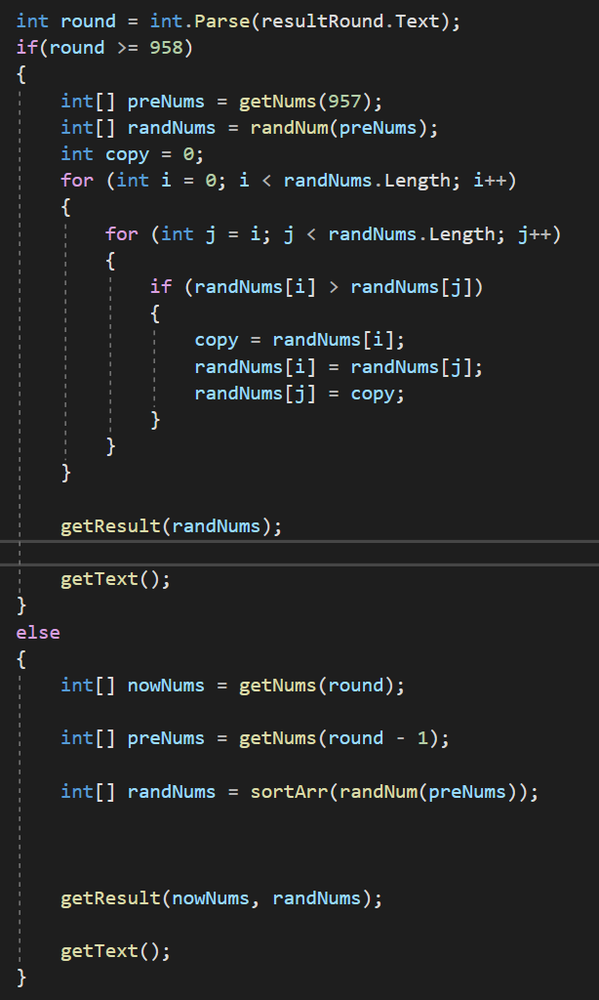 int round = int.Parse(resultRound.Text);
if(round >= 958)
{
    int[] preNums = getNums(957);
    int[] randNums = randNum(preNums);
    int copy = 0;
    for (int i = 0; i < randNums.Length; i++)
    {
        for (int j = i; j < randNums.Length; j++)
        {
            if (randNums[i] > randNums[j])
            {
                copy = randNums[i];
                randNums[i] = randNums[j];
                randNums[j] = copy;
            }
        }
    }
    getResult(randNums);
    getText();
}
else
{
    int[] nowNums = getNums(round);
    int[] preNums = getNums(round - 1);
    int[] randNums = sortArr(randNum(preNums));
    getResult(nowNums, randNums);
    getText();
}